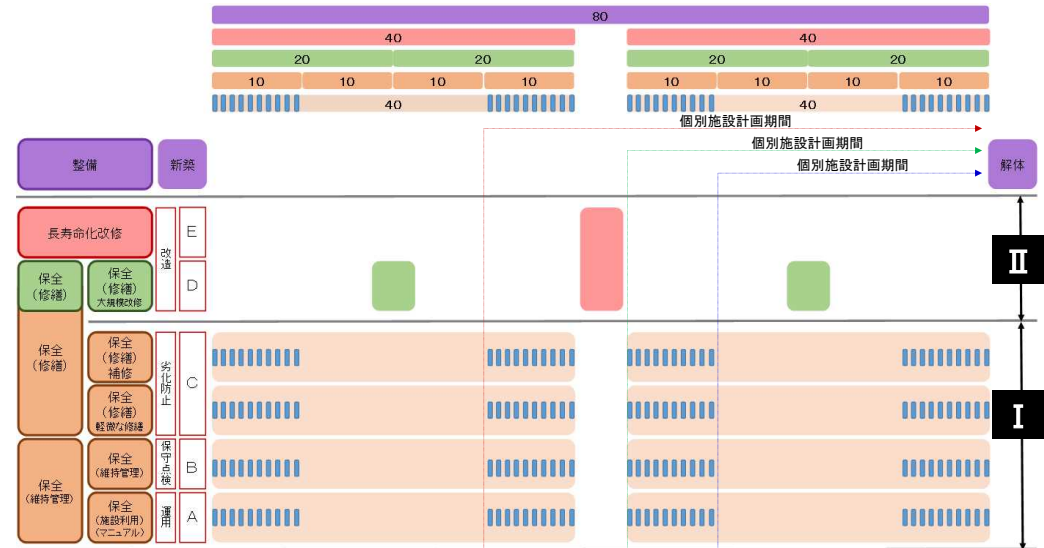 80
40
40
20
20
20
20
10
10
10
10
10
10
10
10
40
40
個別施設計画期間
個別施設計画期間
個別施設計画期間
整備
新築
解体
長寿命化改修
改造
E
保全
(修繕)
保全
(修繕)
大規模改修
D
Ⅱ
保全
(修繕)
保全
(修繕)
補修
劣化防止
C
保全
(修繕)
軽微な修繕
Ⅰ
保全
(維持管理)
保全
(維持管理)
保守点検
B
保全
(施設利用)
(マニュアル)
運用
A